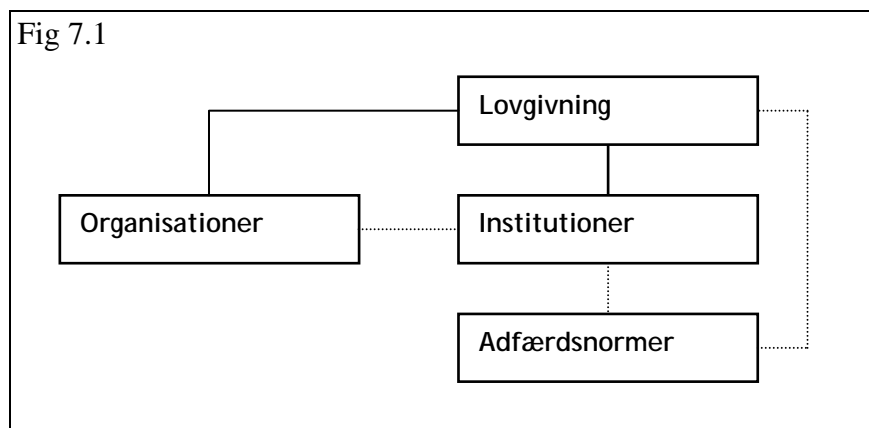 Fig 7.1
Lovgivning
Organisationer
Institutioner
Adfærdsnormer